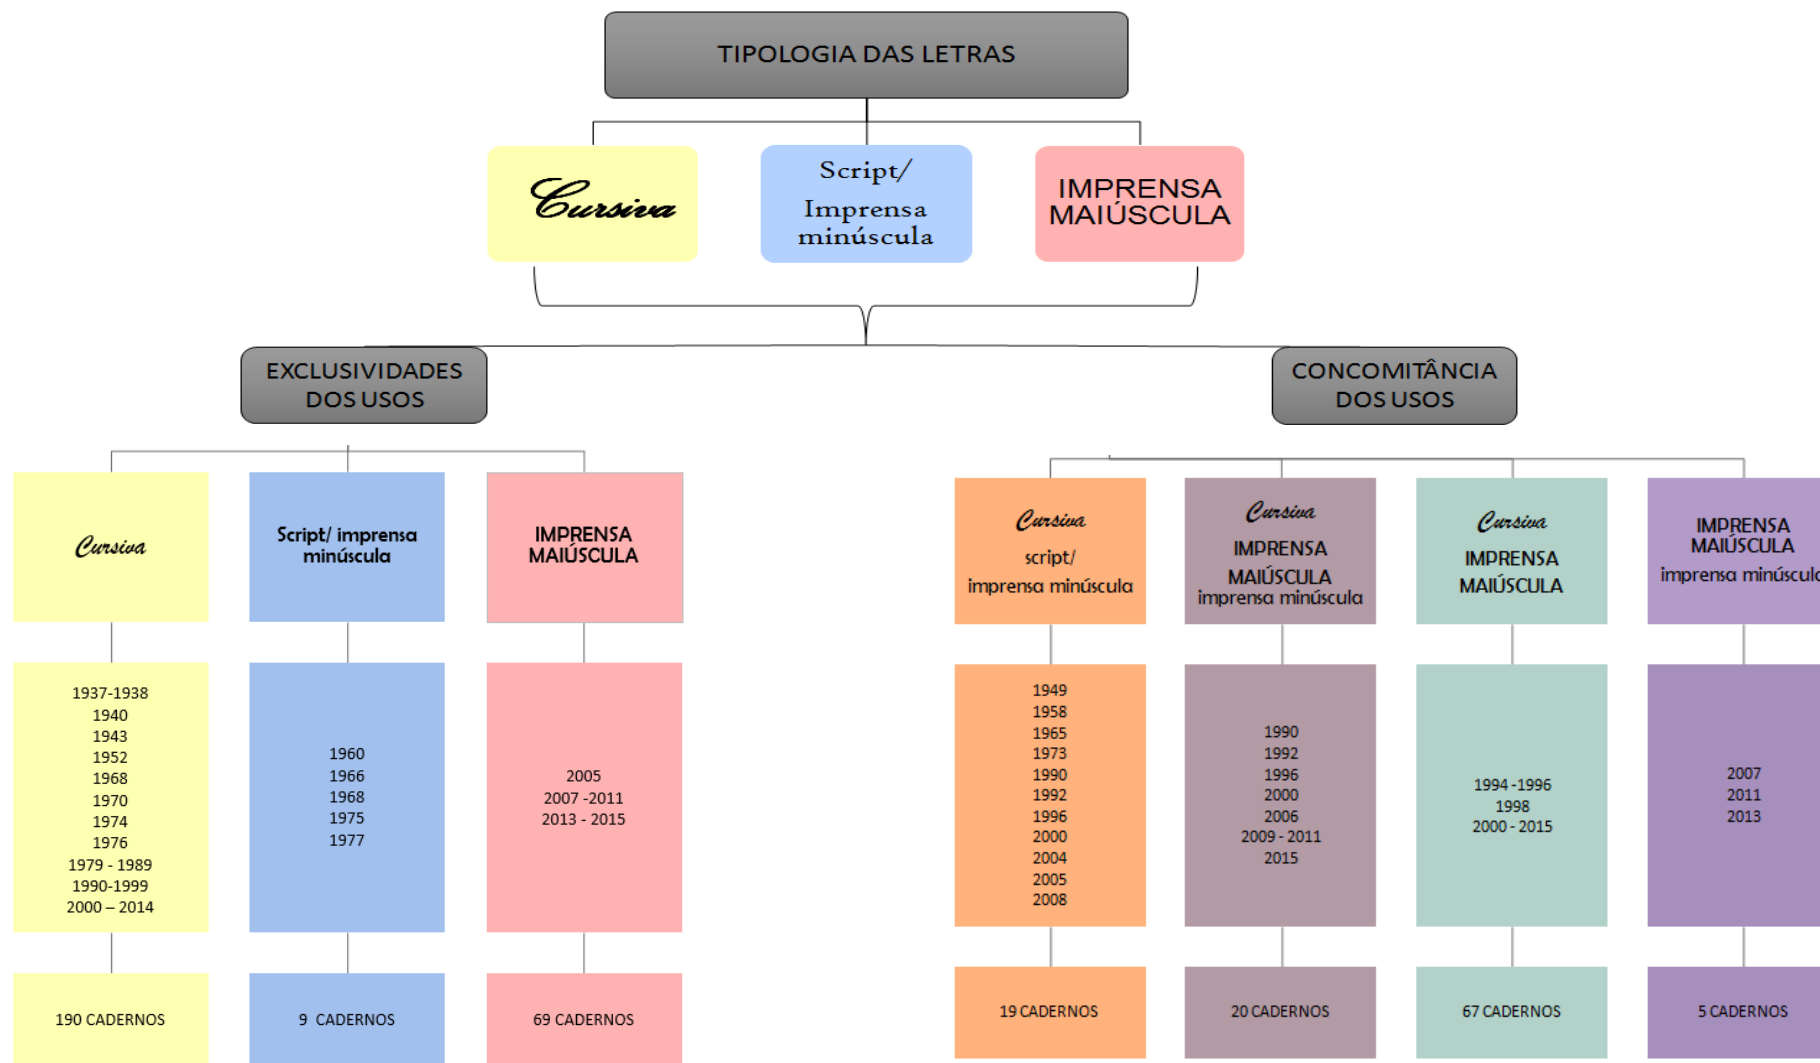 TIPOLOGIA DAS LETRAS
Cursiva
Script/
Imprensa
minúscula
IMPRENSA
MAIÚSCULA
EXCLUSIVIDADES
DOS USOS
Cursiva
Script/ imprensa
minúscula
IMPRENSA
MAIÚSCULA
1937-1938
1940
1943
1952
1968
1970
1974
1976
1979 - 1989
1990-1999
2000 – 2014
1960
1966
1968
1975
1977
2005
2007 -2011
2013 - 2015
190 CADERNOS
9 CADERNOS
69 CADERNOS
CONCOMITÂNCIA
DOS USOS
Cursiva
script/
imprensa minúscula
Cursiva
IMPRENSA
MAIÚSCULA
imprensa minúscula
Cursiva
IMPRENSA
MAIÚSCULA
IMPRENSA
MAIÚSCULA
imprensa minúscula
1949
1958
1965
1973
1990
1992
1996
2000
2004
2005
2008
1990
1992
1996
2000
2006
2009 - 2011
2015
1994 -1996
1998
2000 - 2015
2007
2011
2013
19 CADERNOS
20 CADERNOS
67 CADERNOS
5 CADERNOS